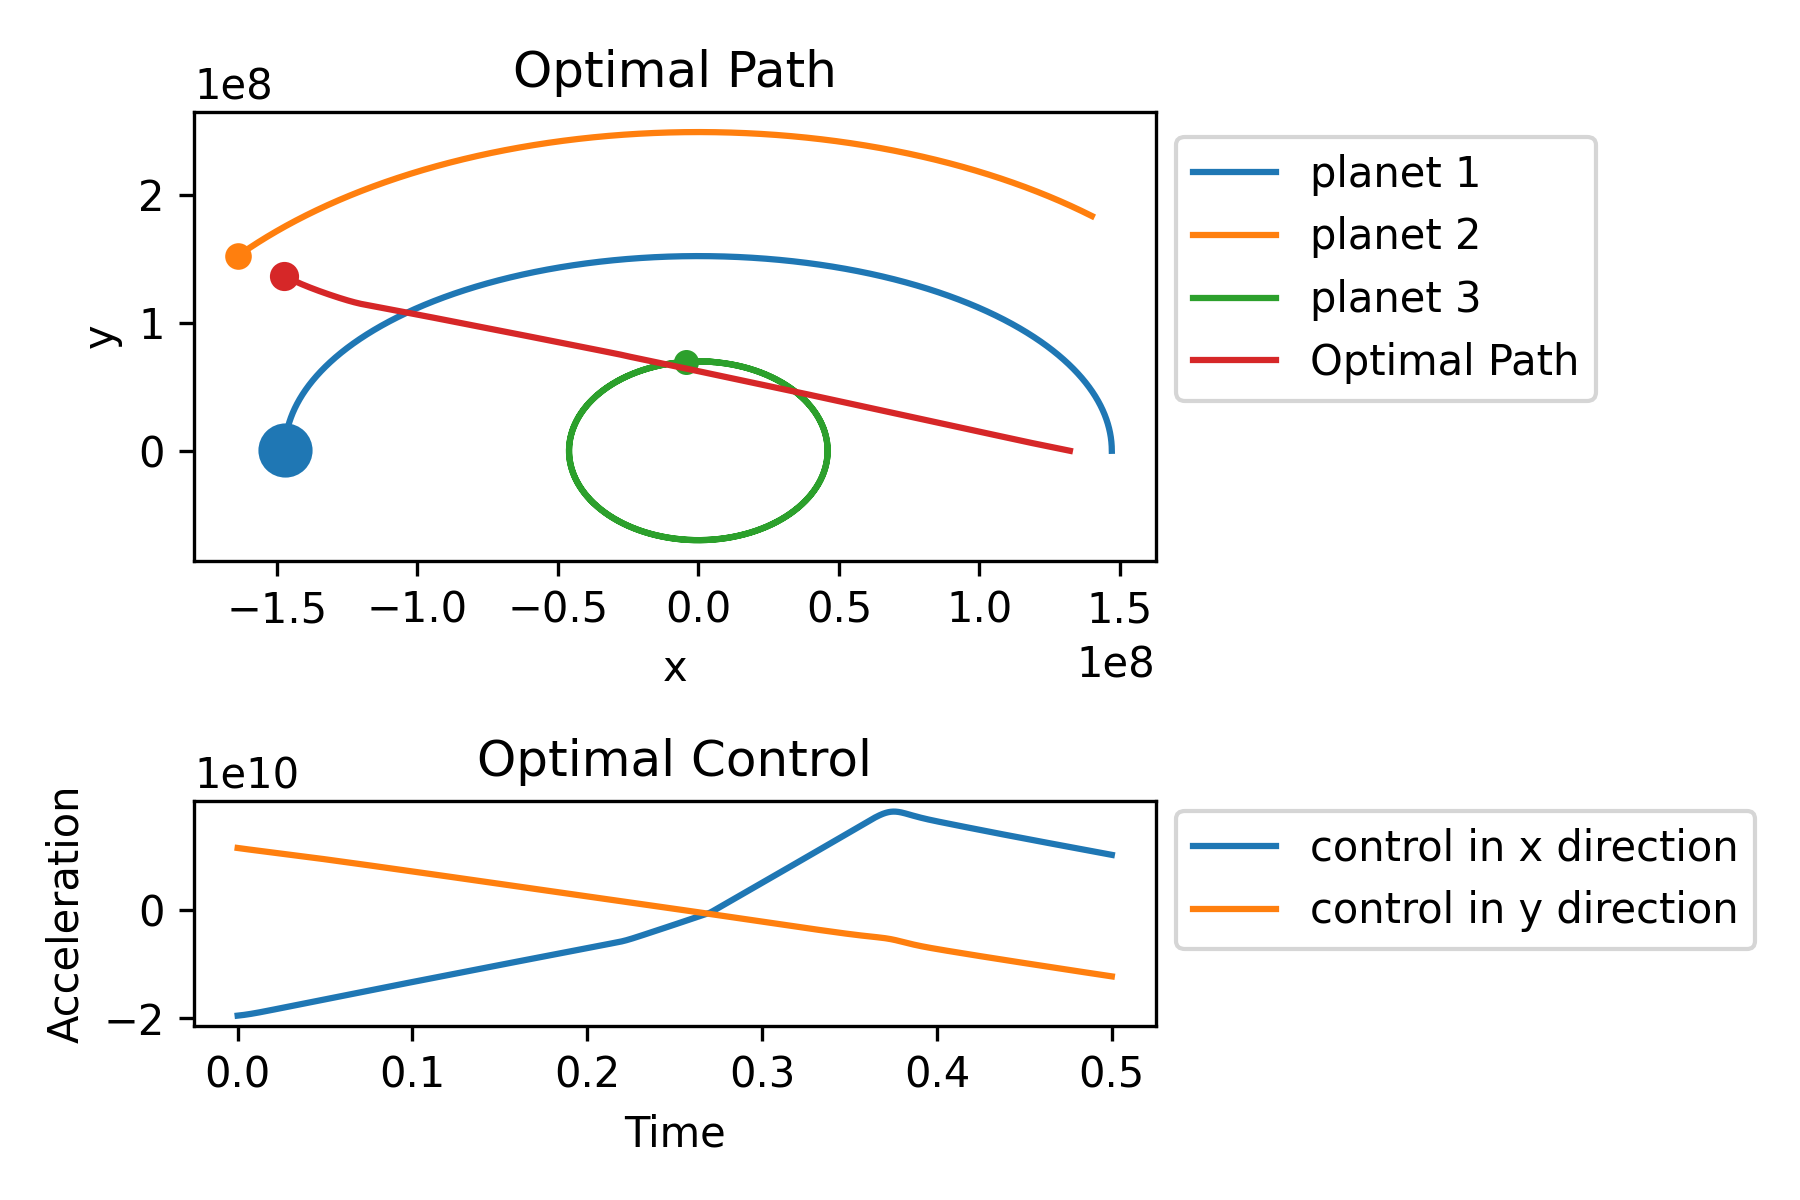 Optimal Path
1e8
2
1
0
y
−1.5 −1.0 −0.5 0.0 0.5 1.0 1.5
1e8
x
planet 1
planet 2
planet 3
Optimal Path
Optimal Control
1e10
0
−2
Acceleration
0.0 0.1 0.2 0.3 0.4 0.5
Time
control in x direction
control in y direction